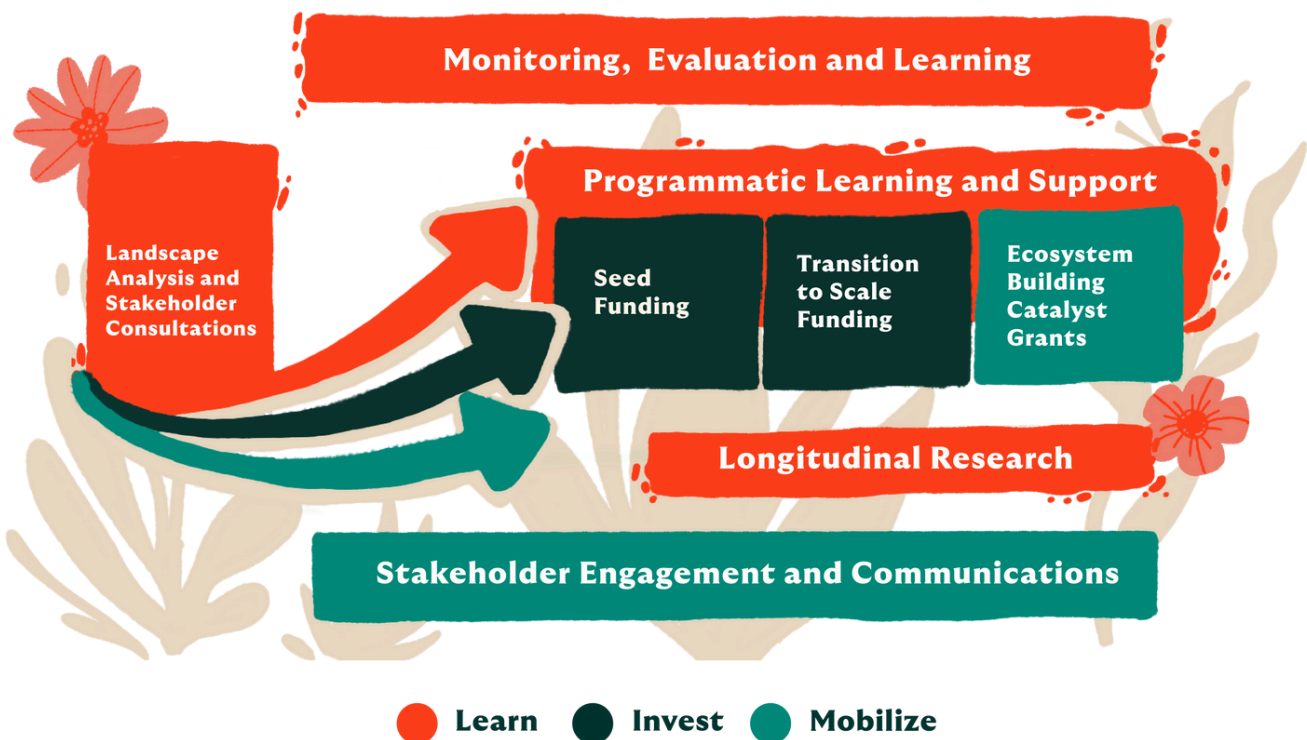 Monitoring, Evaluation and Learning
Programmatic Learning and Support
Landscape
Analysis and
Stakeholder
Consultations
Seed
Funding
Transition
to Scale
Funding
Ecosystem
Building
Catalyst
Grants
Longitudinal Research
Stakeholder Engagement and Communications
Learn Invest Mobilize